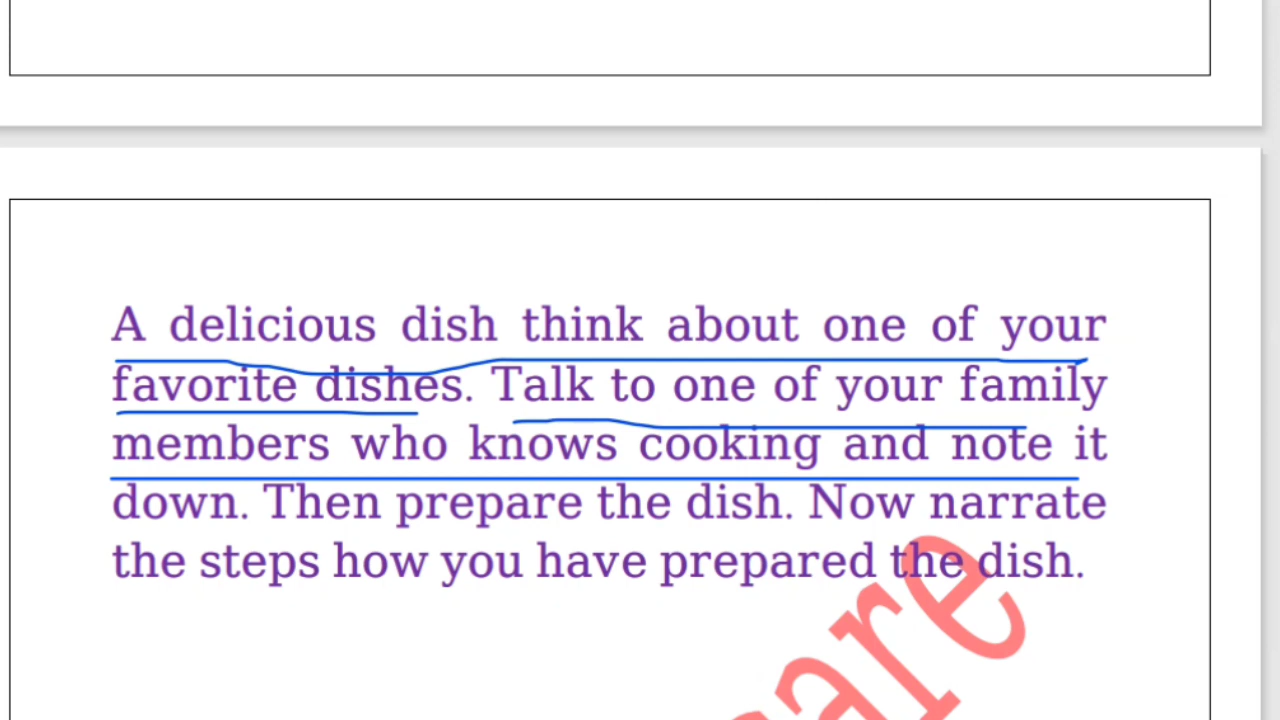 A delicious dish think about one of your
favorite dishes. Talk to one of your family
members who knows cooking and note it
down. Then prepare the dish. Now narrate
the steps how you have prepared the dish.
are